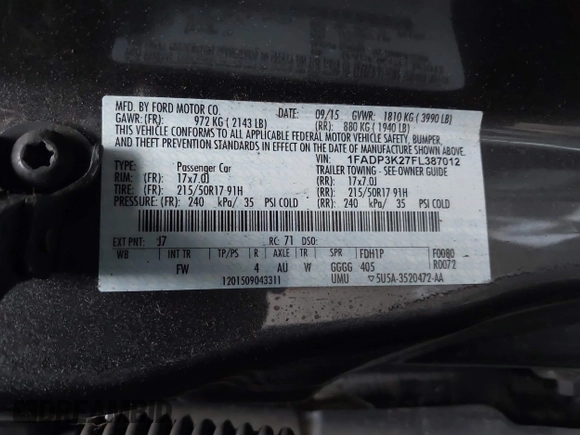 MFD. BY FORD MOTOR CO. DATE: 09/15 GVWR: 1810 KG ( 3990 LB)
GAWR: (FR): 972 KG ( 2143 LB) (RR): 880 KG ( 1940 LB)
THIS VEHICLE CONFORMS TO ALL APPLICABLE FEDERAL MOTOR VEHICLE SAFETY, BUMPER,
AND THEFT PREVENTION STANDARDS IN EFFECT ON THE DATE OF MANUFACTURE SHOWN ABOVE.
VIN: 1FADP3K27FL387012
TYPE: Passenger Car TRAILER TOWING - SEE OWNER GUIDE
RIM: (FR): 17x7.0J (RR): 17x7.0J
TIRE: (FR): 215/50R17 91H (RR): 215/50R17 91H
PRESSURE: (FR): 240 kPa/ 35 PSI COLD (RR): 240 kPa/ 35 PSI COLD
EXT PNT: J7 RC: 71 DSO:
WB INT TR TP/PS R AXLE TR SPR FDH1P F0080
FW 4 AU W GGGG 405 R0072
1201509043311 UMU 5U5A-3520472-AA
DREAMBID